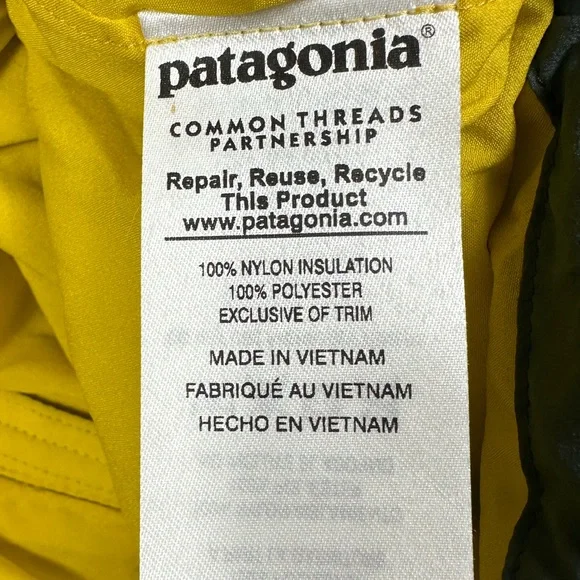 patagonia®
COMMON THREADS
PARTNERSHIP
Repair, Reuse, Recycle
This Product
www.patagonia.com
100% NYLON INSULATION
100% POLYESTER
EXCLUSIVE OF TRIM
MADE IN VIETNAM
FABRIQUÉ AU VIETNAM
HECHO EN VIETNAM